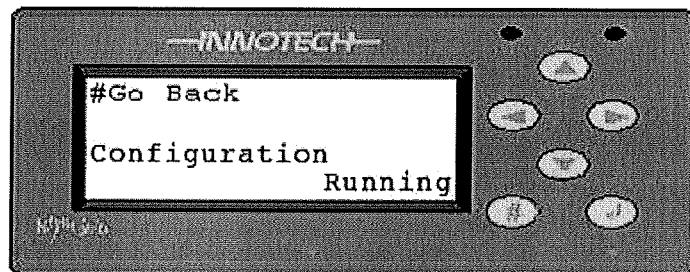 INNOTECH
#Go Back
Configuration
Running
#